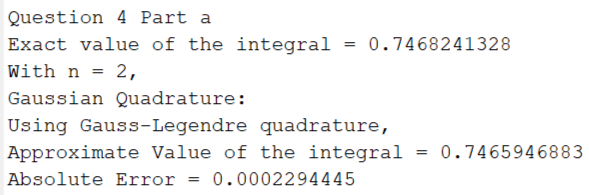 Question 4 Part a
Exact value of the integral = 0.7468241328
With n = 2,
Gaussian Quadrature:
Using Gauss-Legendre quadrature,
Approximate Value of the integral = 0.7465946883
Absolute Error = 0.0002294445